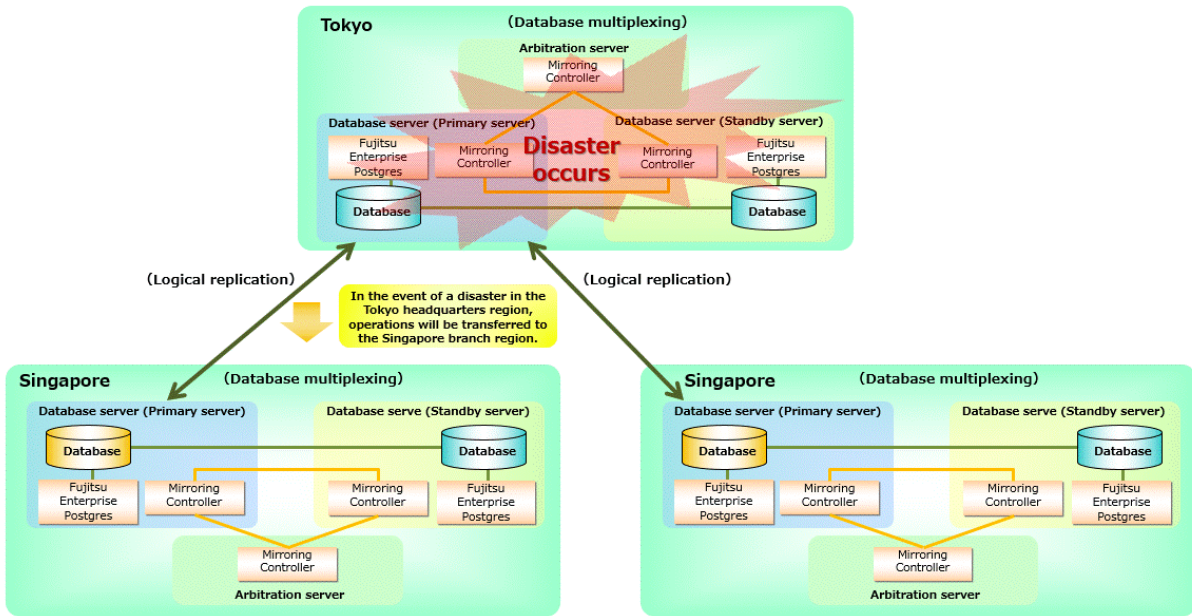 Tokyo
(Database multiplexing)
Arbitration server
Mirroring
Controller
Database server (Primary server)
Database server (Standby server)
Fujitsu
Enterprise
Postgres
Mirroring
Controller
Disaster
occurs
Mirroring
Controller
Fujitsu
Enterprise
Postgres
Database
Database
(Logical replication)
(Logical replication)
In the event of a disaster in the
Tokyo headquarters region,
operations will be transferred to
the Singapore branch region.
Singapore
(Database multiplexing)
Database server (Primary server)
Database serve (Standby server)
Database
Database
Fujitsu
Enterprise
Postgres
Mirroring
Controller
Mirroring
Controller
Fujitsu
Enterprise
Postgres
Mirroring
Controller
Arbitration server
Singapore
(Database multiplexing)
Database server (Primary server)
Database serve (Standby server)
Database
Database
Fujitsu
Enterprise
Postgres
Mirroring
Controller
Mirroring
Controller
Fujitsu
Enterprise
Postgres
Mirroring
Controller
Arbitration server